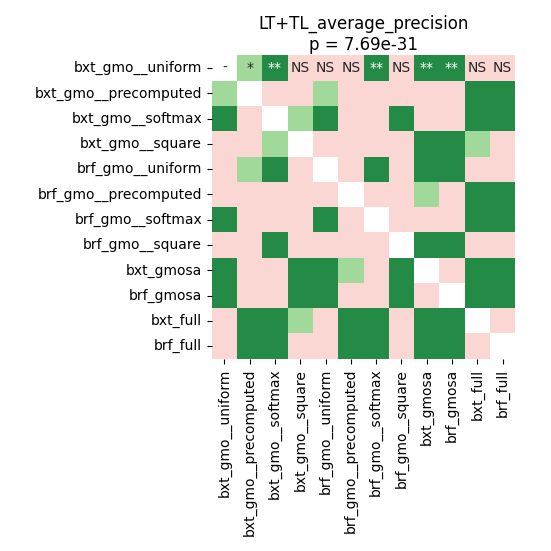 LT+TL_average_precision
p = 7.69e-31
bxt_gmo__uniform - * ** NS NS NS ** NS ** ** NS NS
bxt_gmo__precomputed
bxt_gmo__softmax
bxt_gmo__square
brf_gmo__uniform
brf_gmo__precomputed
brf_gmo__softmax
brf_gmo__square
bxt_gmosa
brf_gmosa
bxt_full
brf_full
bxt_gmo__uniform
bxt_gmo__precomputed
bxt_gmo__softmax
bxt_gmo__square
brf_gmo__uniform
brf_gmo__precomputed
brf_gmo__softmax
brf_gmo__square
bxt_gmosa
brf_gmosa
bxt_full
brf_full